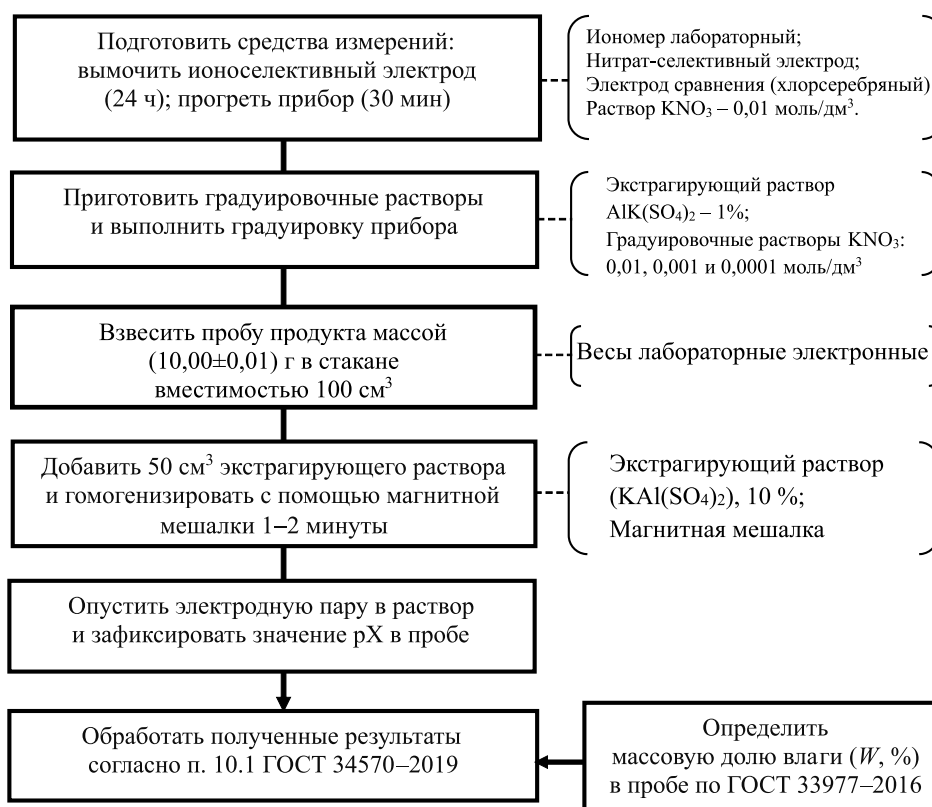 Подготовить средства измерений:
вымочить ионоселективный электрод
(24 ч); прогреть прибор (30 мин)
Иономер лабораторный;
Нитрат-селективный электрод;
Электрод сравнения (хлорсеребряный)
Раствор KNO₃ – 0,01 моль/дм³.
Приготовить градуировочные растворы
и выполнить градуировку прибора
Экстрагирующий раствор
AlK(SO₄)₂ – 1%;
Градуировочные растворы KNO₃:
0,01, 0,001 и 0,0001 моль/дм³
Взвесить пробу продукта массой
(10,00±0,01) г в стакане
вместимостью 100 см³
Весы лабораторные электронные
Добавить 50 см³ экстрагирующего раствора
и гомогенизировать с помощью магнитной
мешалки 1–2 минуты
Экстрагирующий раствор
(KAl(SO₄)₂), 10 %;
Магнитная мешалка
Опустить электродную пару в раствор
и зафиксировать значение pX в пробе
Обработать полученные результаты
согласно п. 10.1 ГОСТ 34570–2019
Определить
массовую долю влаги (W, %)
в пробе по ГОСТ 33977–2016